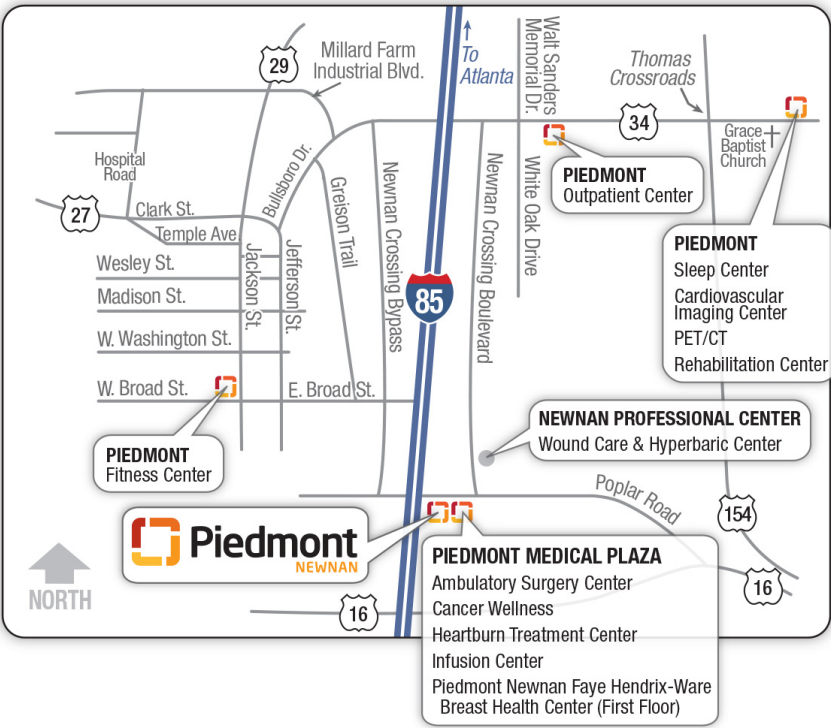 29
Millard Farm
Industrial Blvd.
To
Atlanta
Walt Sanders
Memorial Dr.
Thomas
Crossroads
34
Grace
Baptist
Church
Hospital
Road
27
Clark St.
Temple Ave.
Bullsboro Dr.
Greison Trail
Newnan Crossing Bypass
Newnan Crossing Boulevard
White Oak Drive
PIEDMONT
Outpatient Center
PIEDMONT
Sleep Center
Cardiovascular
Imaging Center
PET/CT
Rehabilitation Center
Wesley St.
Madison St.
W. Washington St.
W. Broad St.
Jackson St.
Jefferson St.
E. Broad St.
85
PIEDMONT
Fitness Center
NEWNAN PROFESSIONAL CENTER
Wound Care & Hyperbaric Center
Poplar Road
154
16
Piedmont
NEWNAN
PIEDMONT MEDICAL PLAZA
Ambulatory Surgery Center
Cancer Wellness
Heartburn Treatment Center
Infusion Center
Piedmont Newnan Faye Hendrix-Ware
Breast Health Center (First Floor)
NORTH
16